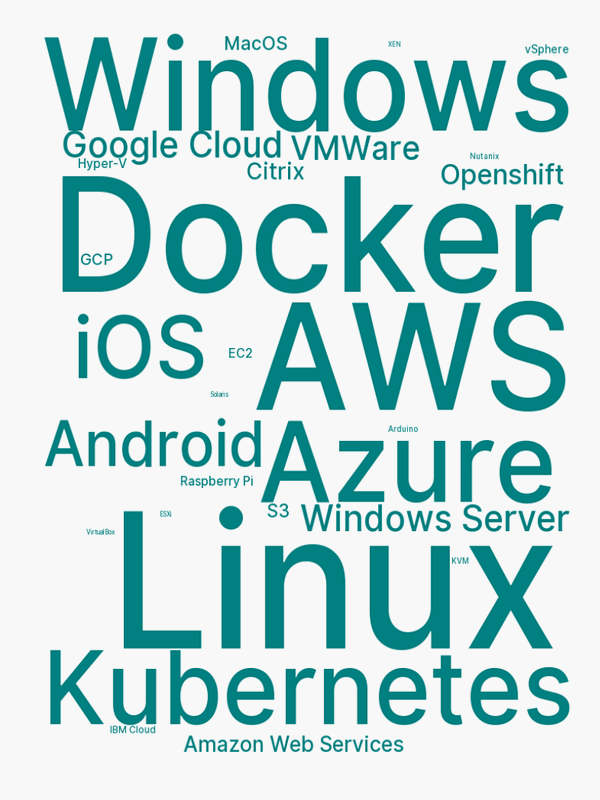 MacOS
XEN
vSphere
Windows
Google Cloud
VMWare
Hyper-V
Citrix
Nutanix
Openshift
Docker
GCP
iOS
EC2
AWS
Solaris
Android
Arduino
Azure
Raspberry Pi
S3
Windows Server
ESXi
VirtualBox
Linux
KVM
Kubernetes
IBM Cloud
Amazon Web Services